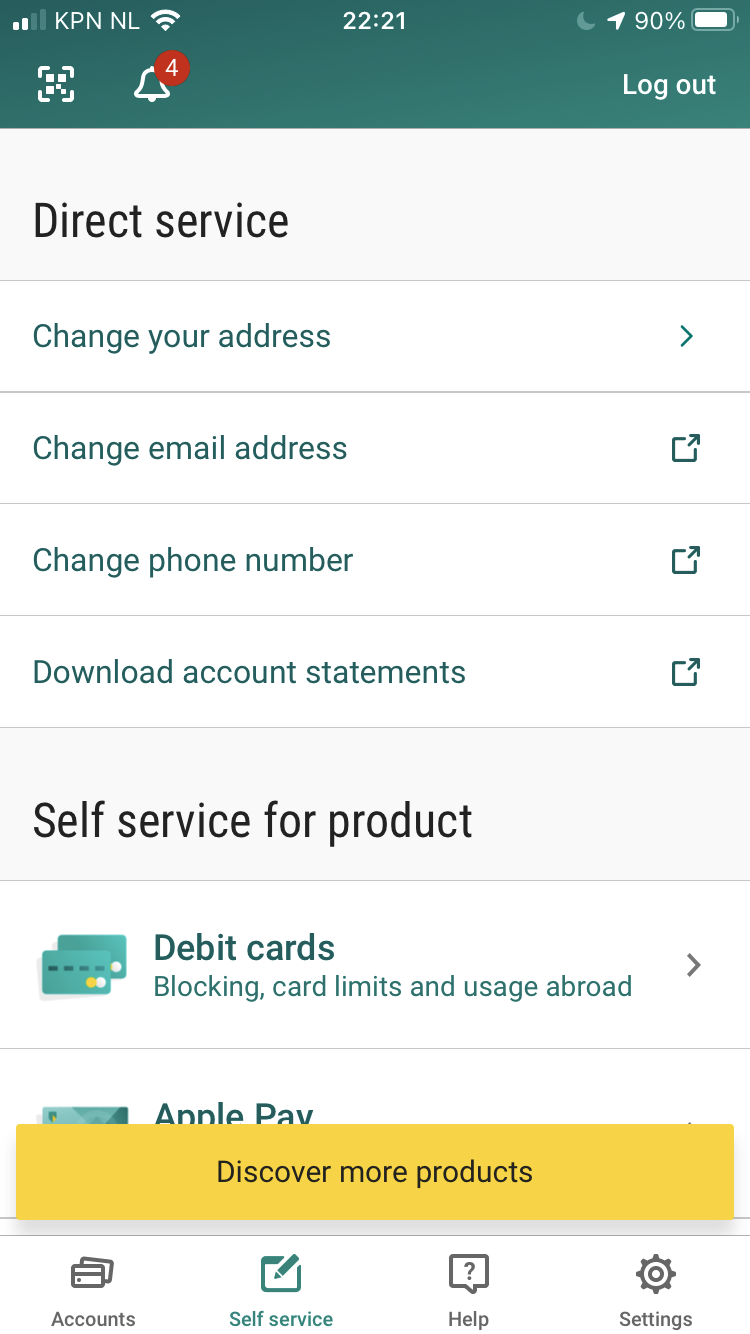 KPN NL 22:21 90%
4
Log out
Direct service
Change your address
Change email address
Change phone number
Download account statements
Self service for product
Debit cards
Blocking, card limits and usage abroad
Apple Pay
Discover more products
Accounts Self service Help Settings